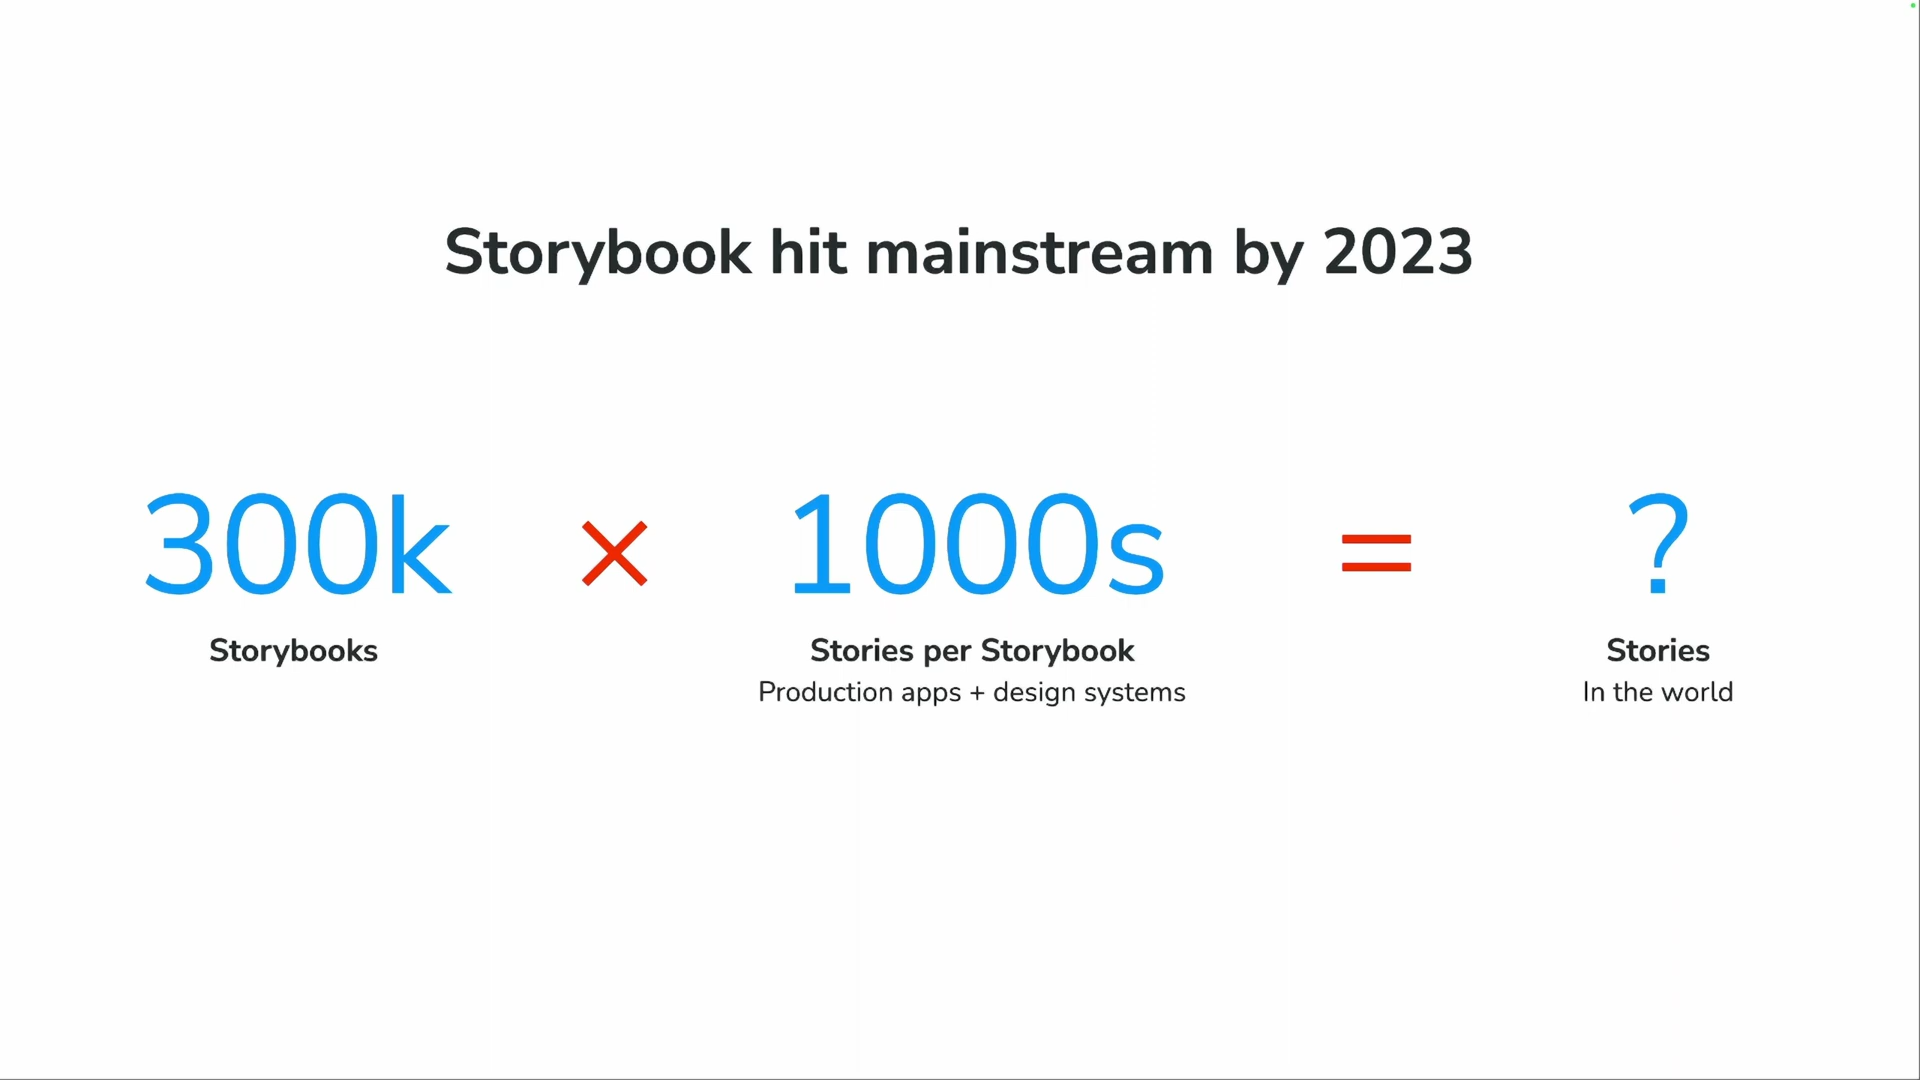 Storybook hit mainstream by 2023
300k × 1000s = ?
Storybooks Stories per Storybook Stories
Production apps + design systems In the world